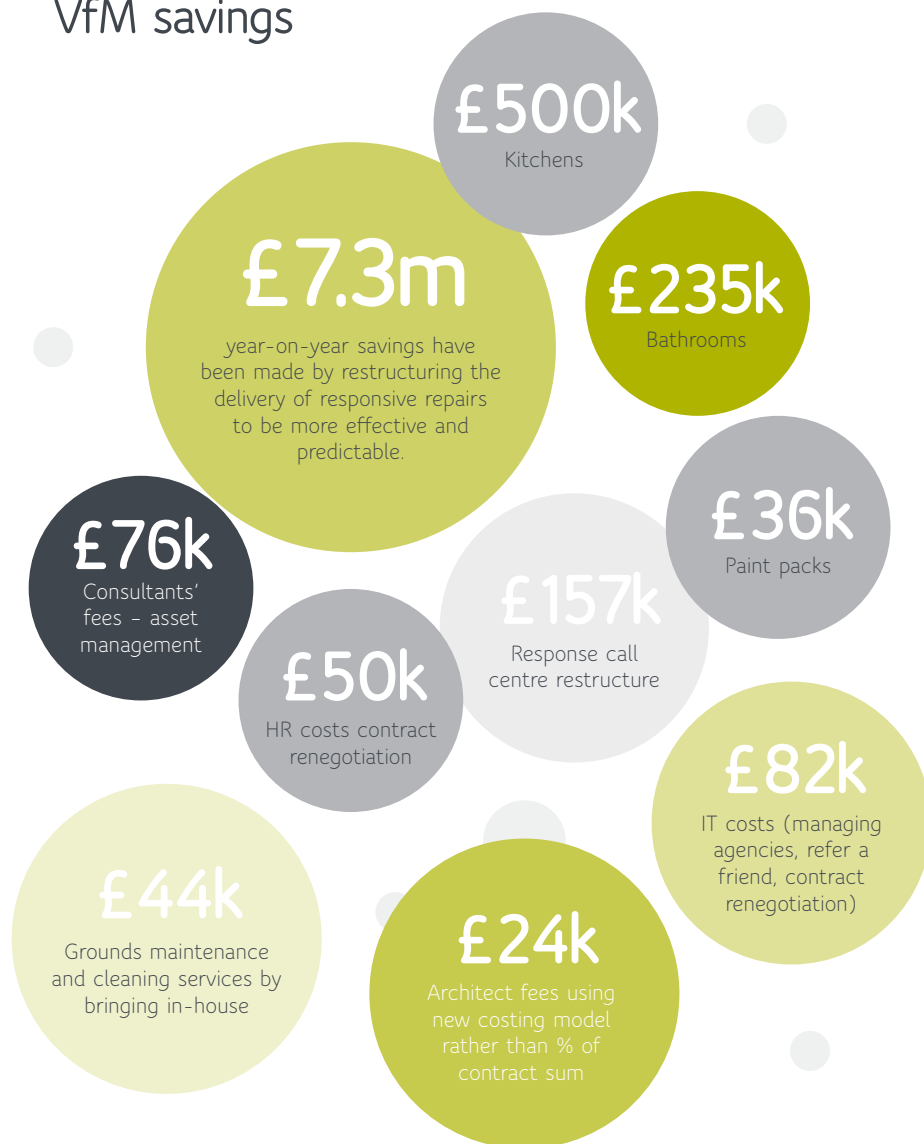 VfM savings
£500k
Kitchens
£7.3m
year-on-year savings have
been made by restructuring the
delivery of responsive repairs
to be more effective and
predictable.
£235k
Bathrooms
£36k
Paint packs
£76k
Consultants'
fees – asset
management
£157k
Response call
centre restructure
£50k
HR costs contract
renegotiation
£82k
IT costs (managing
agencies, refer a
friend, contract
renegotiation)
£44k
Grounds maintenance
and cleaning services by
bringing in-house
£24k
Architect fees using
new costing model
rather than % of
contract sum